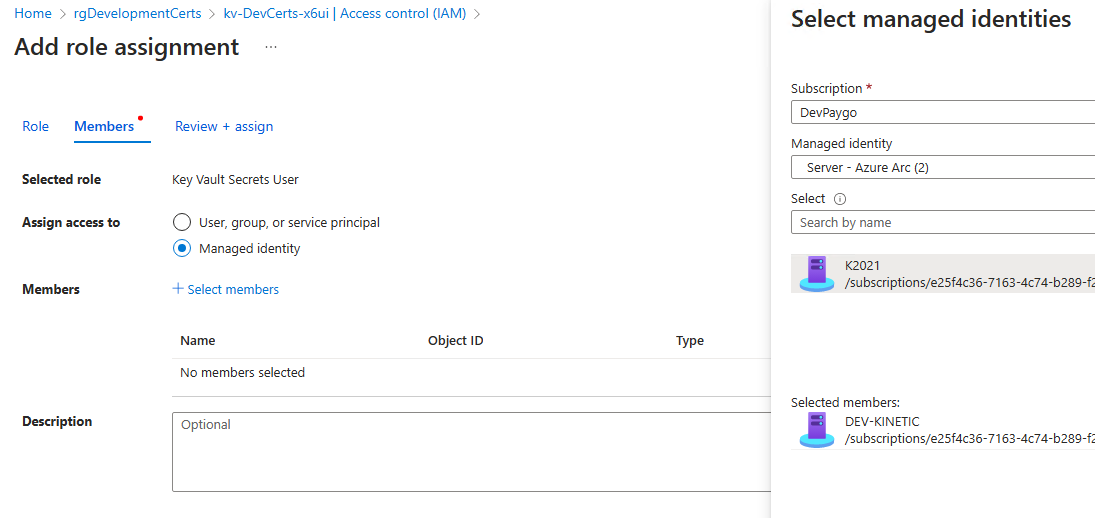 Home > rgDevelopmentCerts > kv-DevCerts-x6ui | Access control (IAM) >
Add role assignment ...
Role Members Review + assign
Selected role Key Vault Secrets User
Assign access to User, group, or service principal
Managed identity
Members + Select members
Name Object ID Type
No members selected
Description Optional
Select managed identities
Subscription *
DevPaygo
Managed identity
Server - Azure Arc (2)
Select
Search by name
K2021
/subscriptions/e25f4c36-7163-4c74-b289-f2
Selected members:
DEV-KINETIC
/subscriptions/e25f4c36-7163-4c74-b289-f2